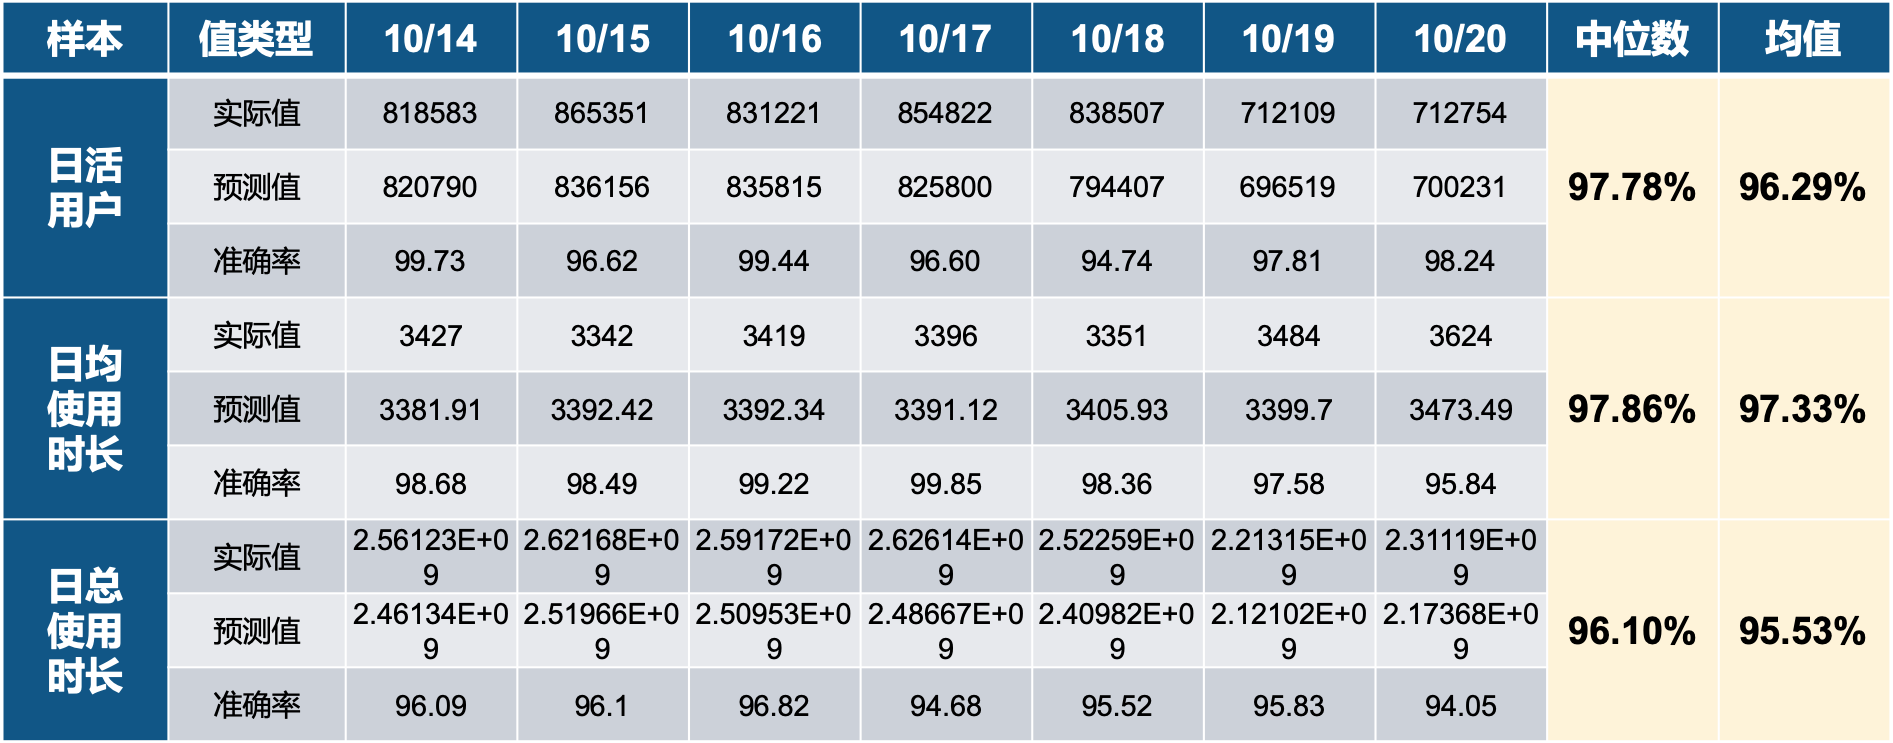 样本 值类型 10/14 10/15 10/16 10/17 10/18 10/19 10/20 中位数 均值
日活用户
实际值 818583 865351 831221 854822 838507 712109 712754
预测值 820790 836156 835815 825800 794407 696519 700231
准确率 99.73 96.62 99.44 96.60 94.74 97.81 98.24
97.78% 96.29%
日均使用时长
实际值 3427 3342 3419 3396 3351 3484 3624
预测值 3381.91 3392.42 3392.34 3391.12 3405.93 3399.7 3473.49
准确率 98.68 98.49 99.22 99.85 98.36 97.58 95.84
97.86% 97.33%
日总使用时长
实际值 2.56123E+09 2.62168E+09 2.59172E+09 2.62614E+09 2.52259E+09 2.21315E+09 2.31119E+09
预测值 2.46134E+09 2.51966E+09 2.50953E+09 2.48667E+09 2.40982E+09 2.12102E+09 2.17368E+09
准确率 96.09 96.1 96.82 94.68 95.52 95.83 94.05
96.10% 95.53%